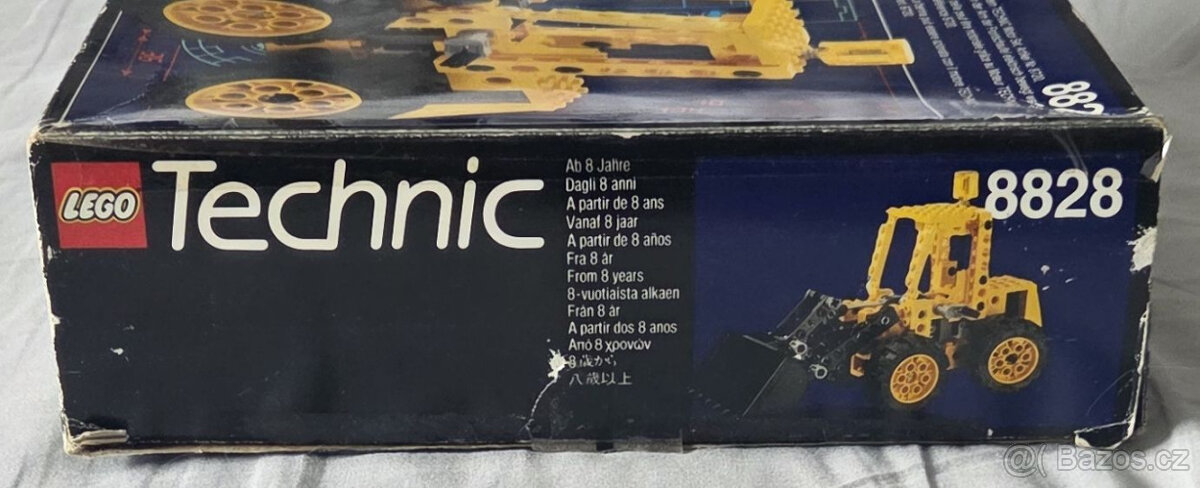 LEGO
Technic
Ab 8 Jahre
Dagli 8 anni
A partir de 8 ans
Vanaf 8 jaar
A partir de 8 años
Fra 8 år
From 8 years
8-vuotiaista alkaen
Från 8 år
A partir dos 8 anos
Από 8 χρονών
8歳から
八歲以上
8828
882
@( Bazos.cz